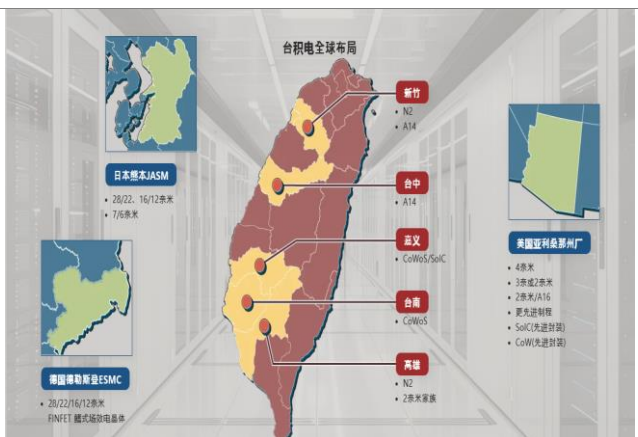 台积电全球布局
日本熊本JASM
• 28/22、16/12奈米
• 7/6奈米
德国德勒斯登ESMC
• 28/22/16/12奈米
FINFET 鳍式场效电晶体
新竹
• N2
• A14
台中
• A14
嘉义
• CoWoS/SoIC
台南
• CoWoS
高雄
• N2
• 2奈米家族
美国亚利桑那州厂
• 4奈米
• 3奈或2奈米
• 2奈米/A16
• 更先进制程
• SoIC(先进封装)
• CoW(先进封装)